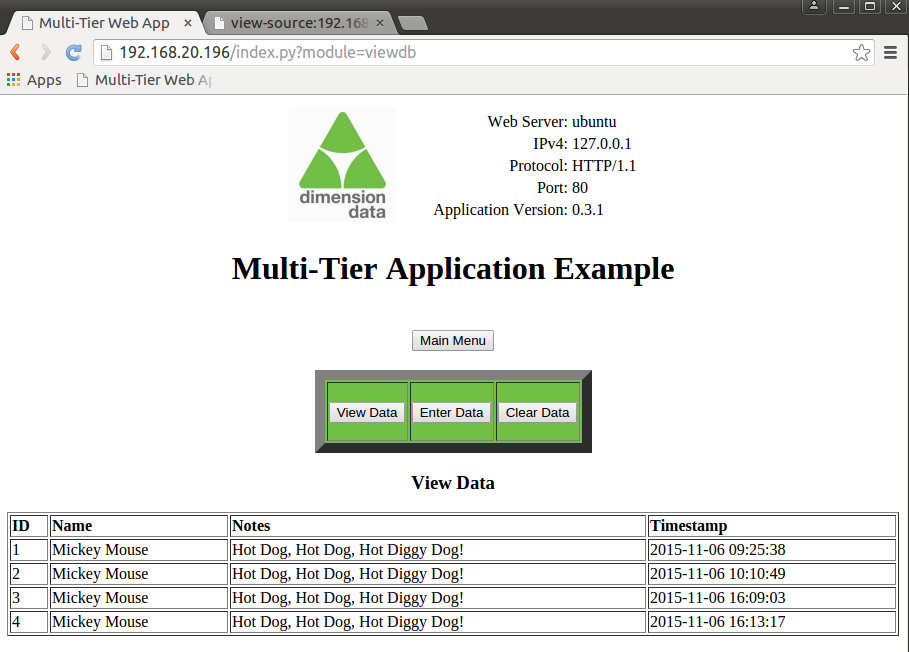 Multi-Tier Web App
view-source:192.168
192.168.20.196/index.py?module=viewdb
Apps
Multi-Tier Web Ap
dimension
data
Web Server: ubuntu
IPv4: 127.0.0.1
Protocol: HTTP/1.1
Port: 80
Application Version: 0.3.1
Multi-Tier Application Example
Main Menu
View Data Enter Data Clear Data
View Data
ID Name Notes Timestamp
1 Mickey Mouse Hot Dog, Hot Dog, Hot Diggy Dog! 2015-11-06 09:25:38
2 Mickey Mouse Hot Dog, Hot Dog, Hot Diggy Dog! 2015-11-06 10:10:49
3 Mickey Mouse Hot Dog, Hot Dog, Hot Diggy Dog! 2015-11-06 16:09:03
4 Mickey Mouse Hot Dog, Hot Dog, Hot Diggy Dog! 2015-11-06 16:13:17